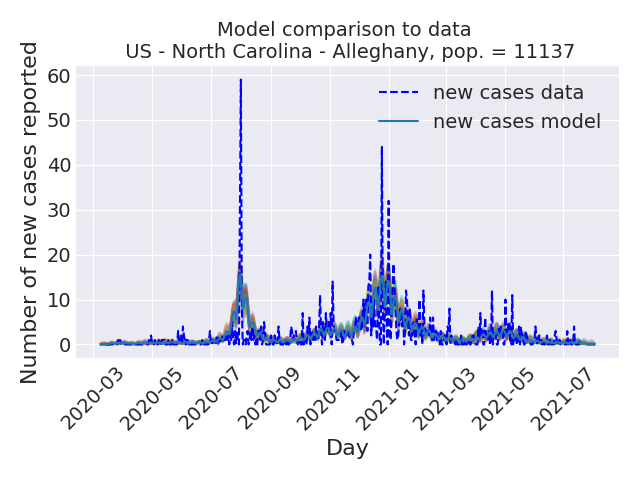 Model comparison to data
US - North Carolina - Alleghany, pop. = 11137
Number of new cases reported
60
50
40
30
20
10
0
new cases data
new cases model
2020-03
2020-05
2020-07
2020-09
2020-11
2021-01
2021-03
2021-05
2021-07
Day